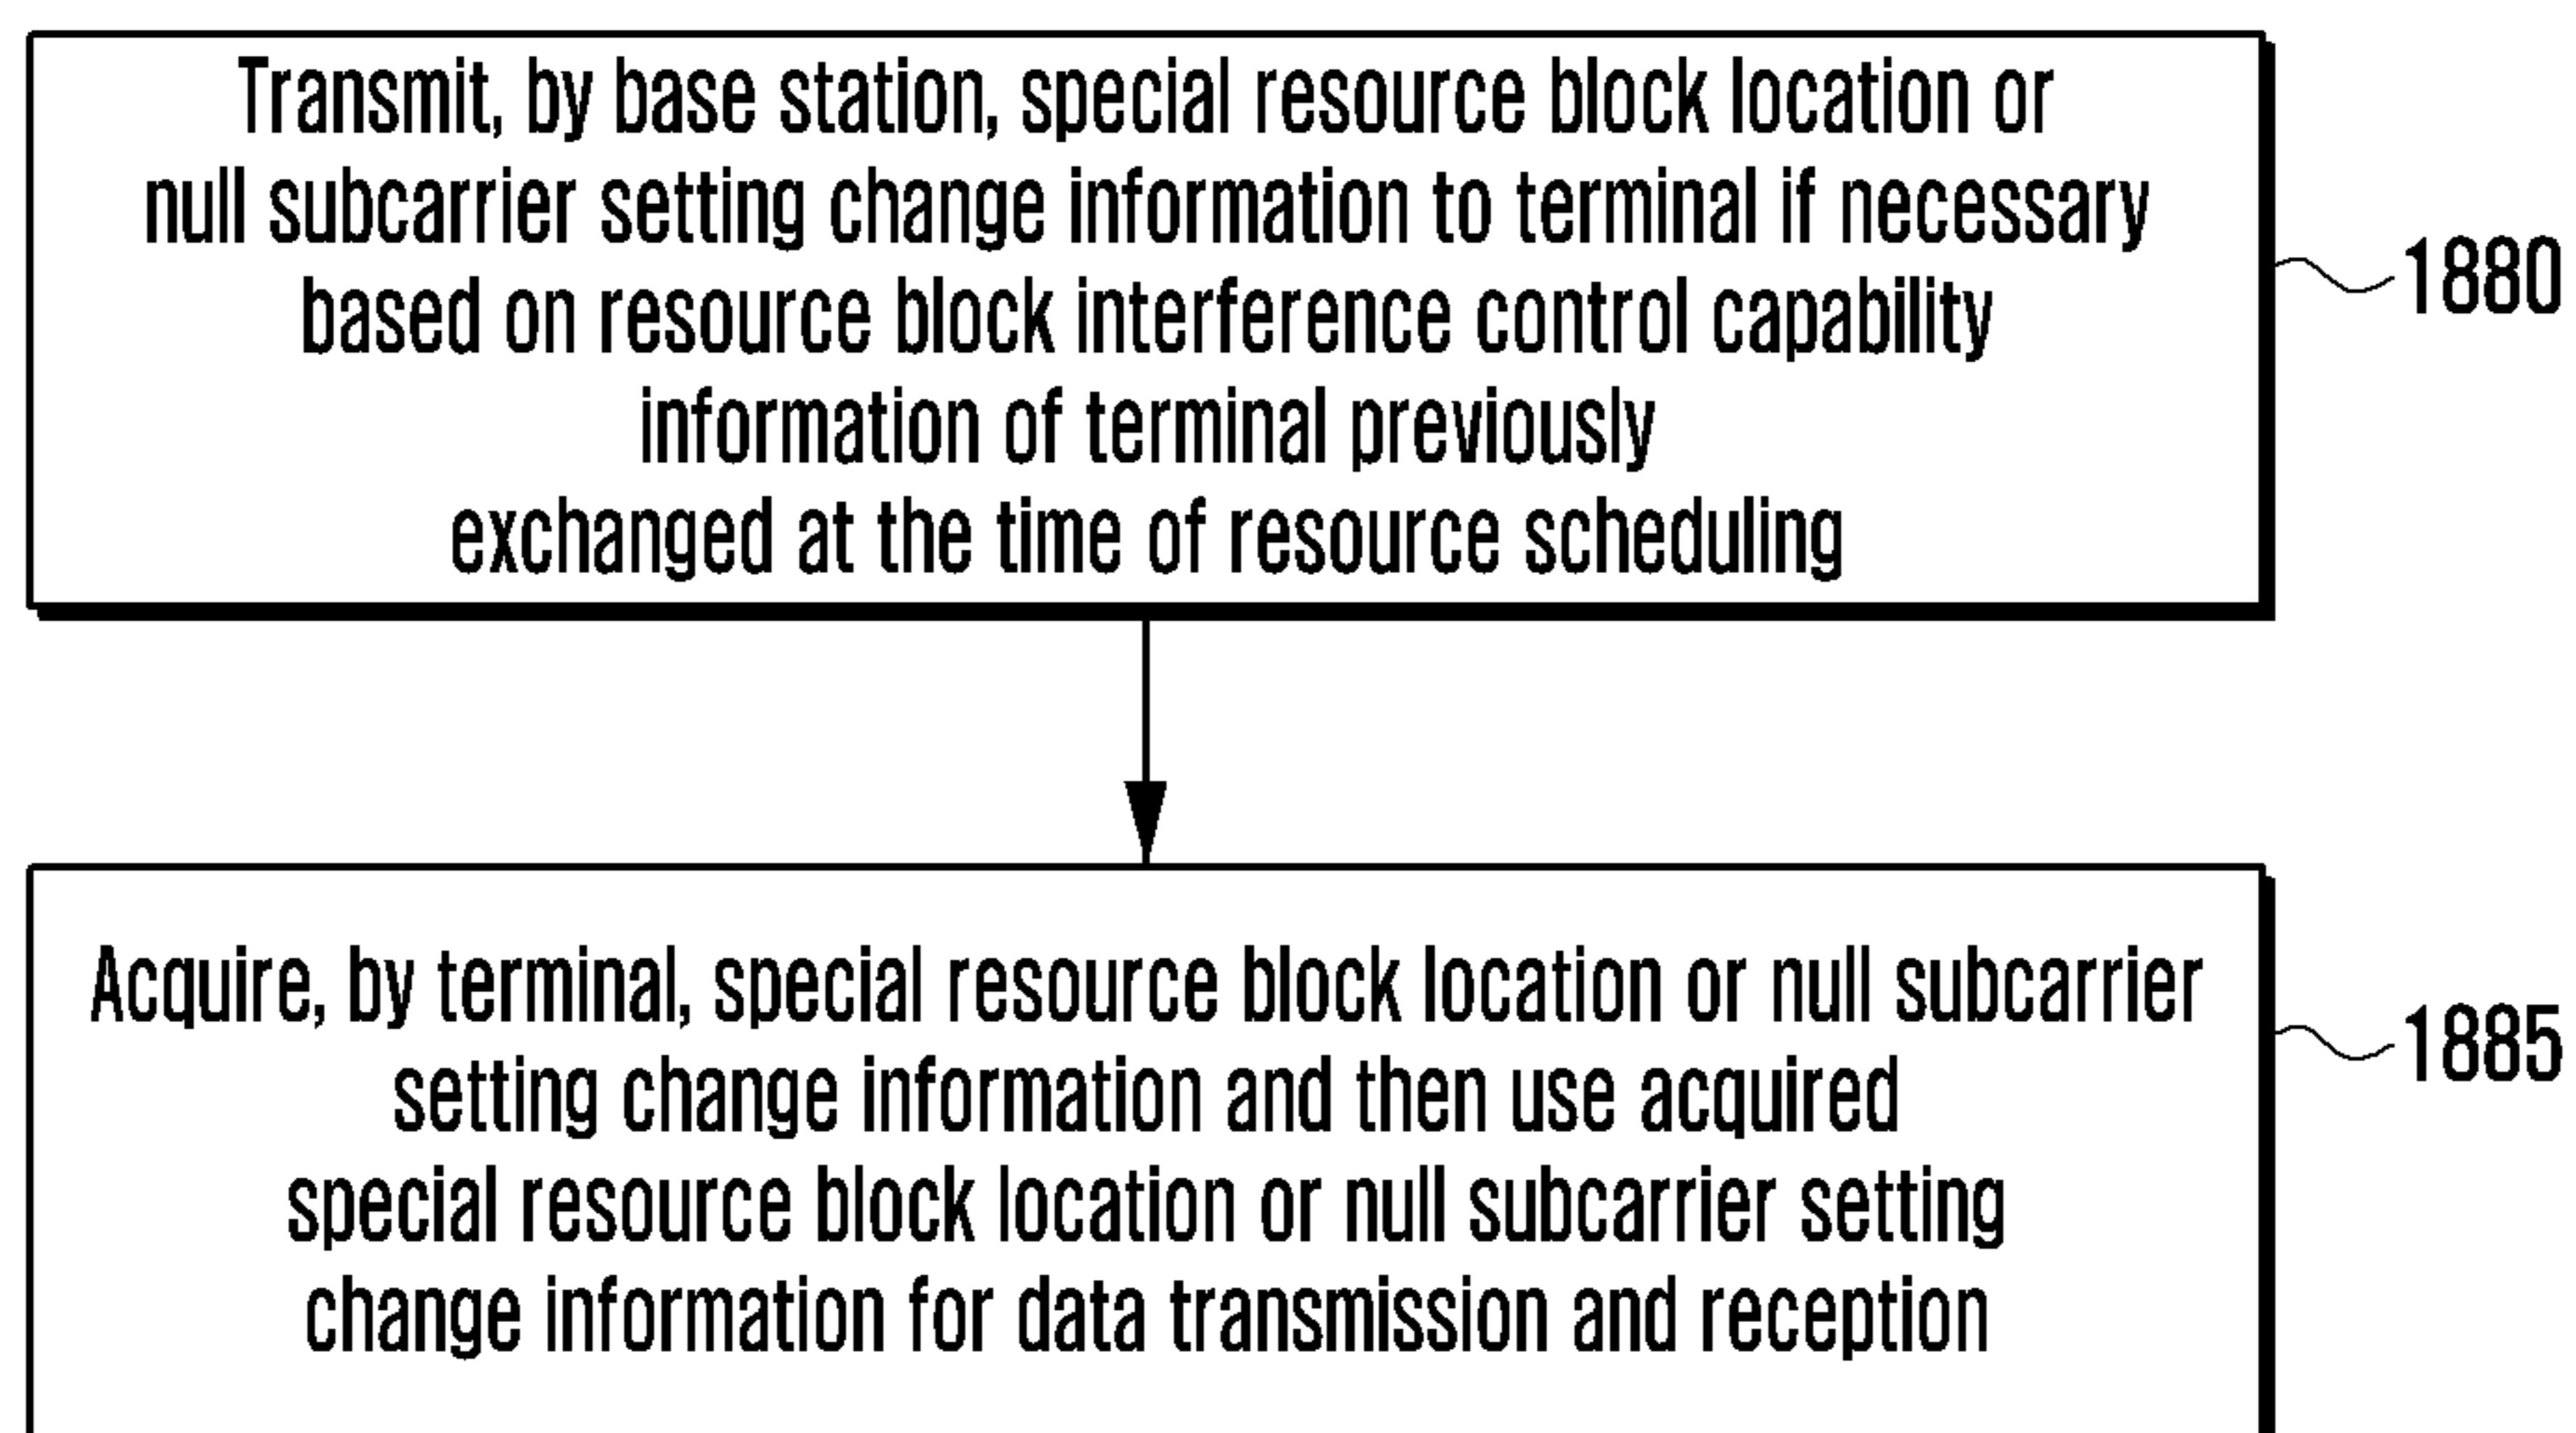 Transmit, by base station, special resource block location or
null subcarrier setting change information to terminal if necessary
based on resource block interference control capability
information of terminal previously
exchanged at the time of resource scheduling
1880
Acquire, by terminal, special resource block location or null subcarrier
setting change information and then use acquired
special resource block location or null subcarrier setting
change information for data transmission and reception
1885